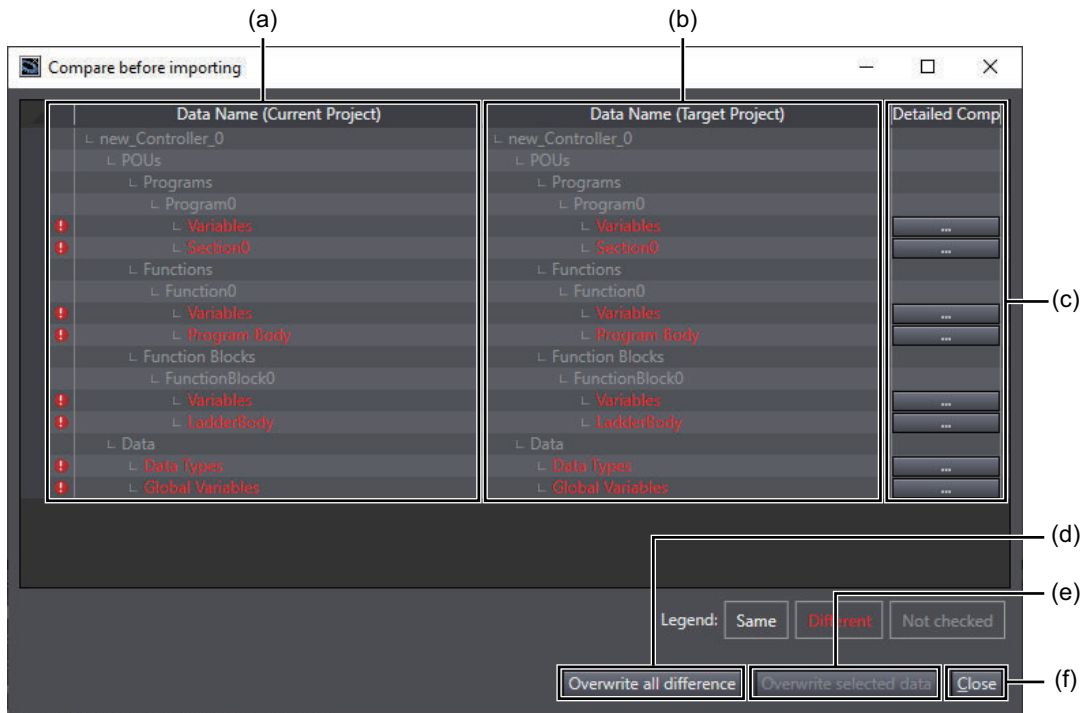 (a) (b)
Compare before importing
Data Name (Current Project) Data Name (Target Project) Detailed Comp
new_Controller_0 new_Controller_0
POUs POUs
Programs Programs
Program0 Program0
Variables Variables ...
Section0 Section0 ...
Functions Functions
Function0 Function0
Variables Variables ...
(c)
Program Body Program Body ...
Function Blocks Function Blocks
FunctionBlock0 FunctionBlock0
Variables Variables ...
LadderBody LadderBody ...
Data Data
Data Types Data Types ...
Global Variables Global Variables ...
(d)
(e)
Legend: Same Different Not checked
Overwrite all difference Overwrite selected data Close (f)